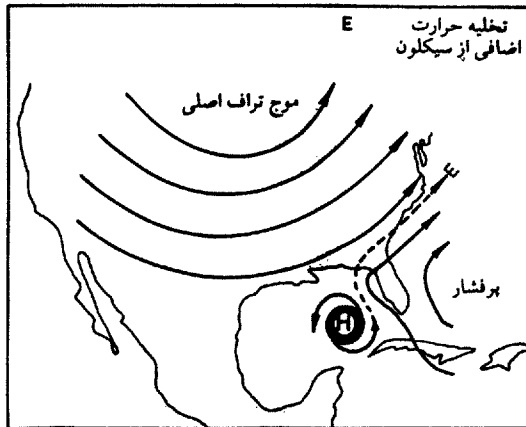 E تخلیه حرارت
اضافی از سیکلون
موج تراف اصلی
E
پرفشار
H